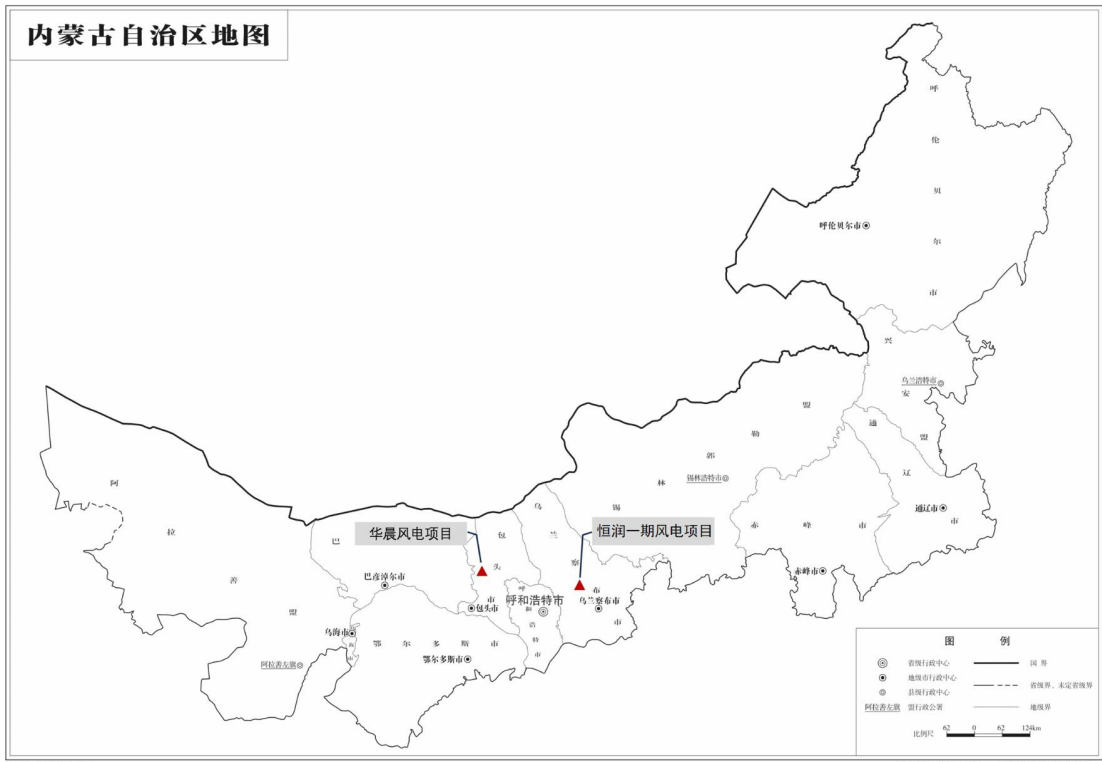 内蒙古自治区地图
呼伦贝尔市
呼伦贝尔市
兴安盟
乌兰浩特市
通辽市
通辽市
锡林郭勒盟
锡林浩特市
赤峰市
赤峰市
乌兰察布市
乌兰察布市
恒润一期风电项目
华晨风电项目
包头市
包头市
呼和浩特市
呼和浩特市
巴
巴彦淖尔市
阿拉善盟
阿拉善左旗
乌海市
鄂尔多斯市
鄂尔多斯市
图例
省级行政中心
地级市行政中心
县级行政中心
阿拉善左旗 盟行政公署
国界
省级界、未定省级界
地级界
比例尺 62 0 62 124km